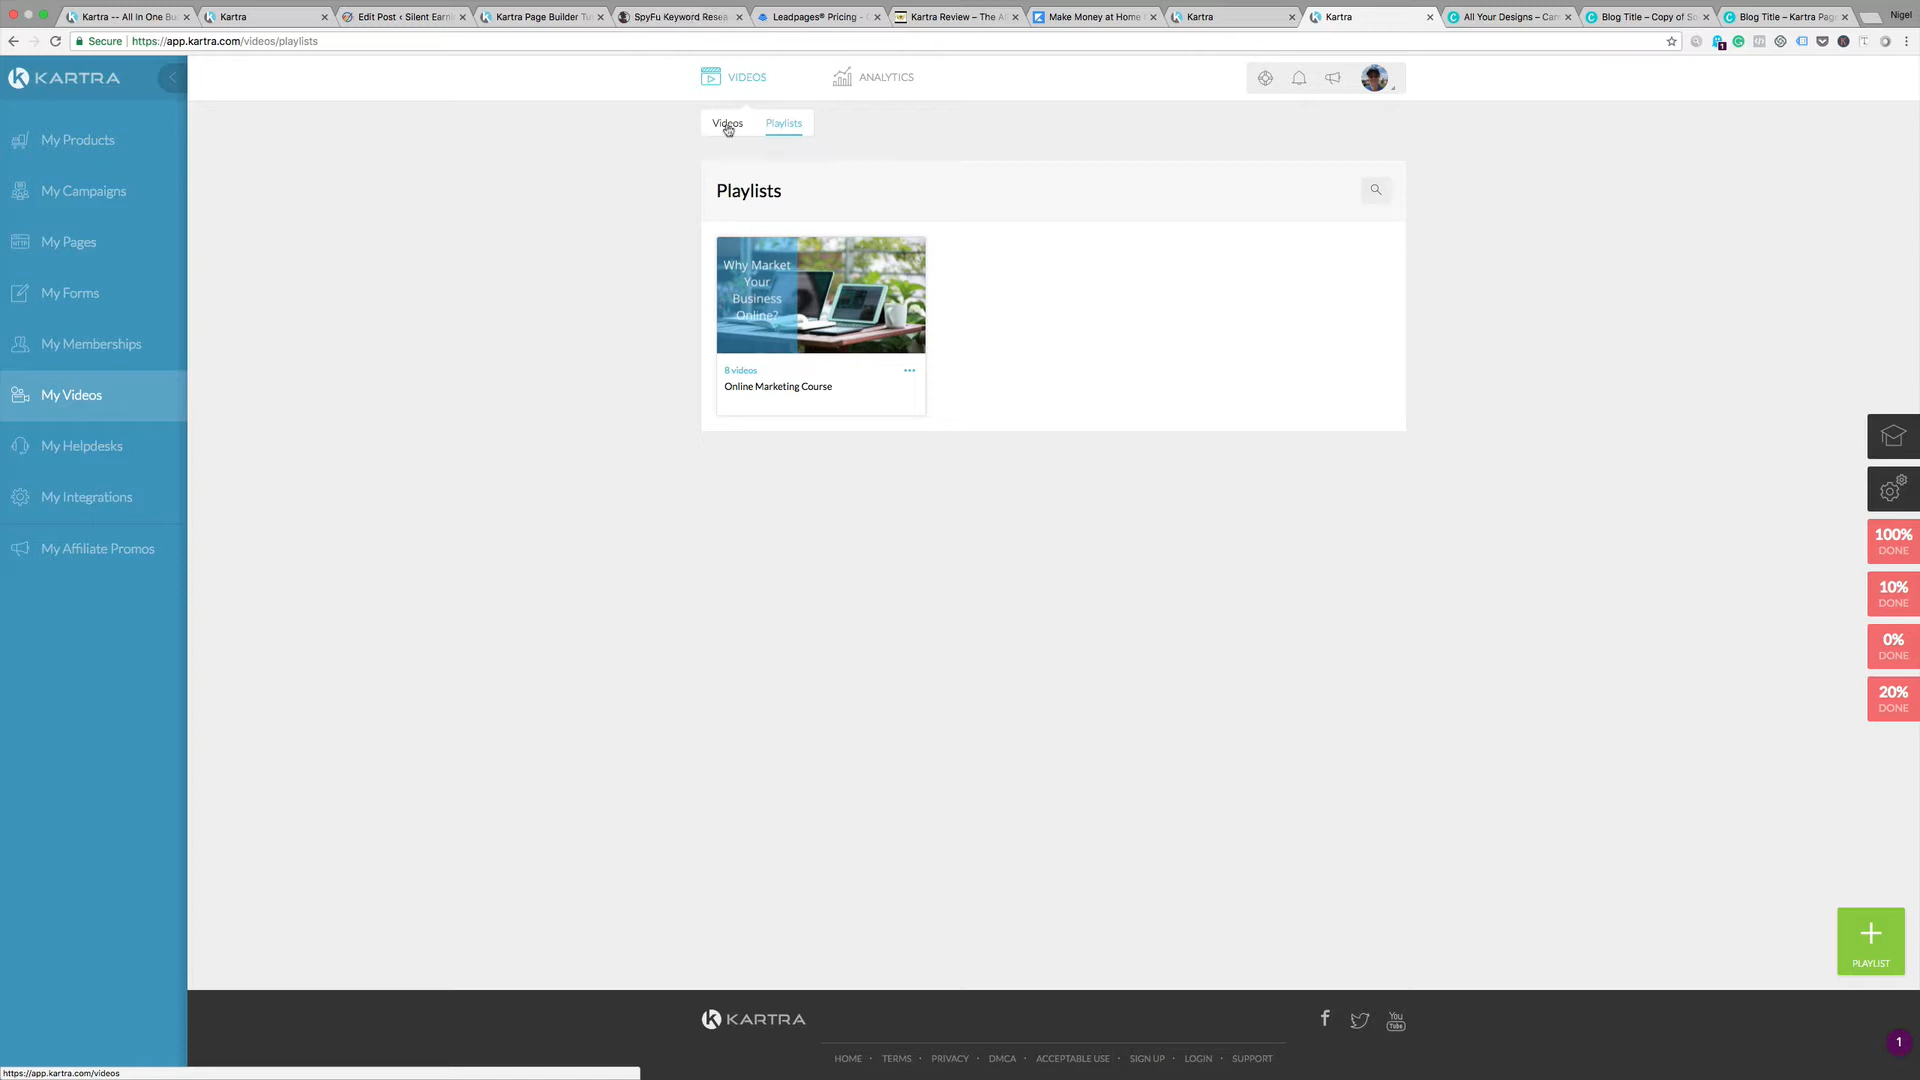 Kartra -- All In One Bu
Kartra
Edit Post ‹ Silent Earni
Kartra Page Builder Tu
SpyFu Keyword Resea
Leadpages® Pricing -
Kartra Review – The A
Make Money at Home
Kartra
Kartra
All Your Designs – Can
Blog Title – Copy of So
Blog Title – Kartra Pag
Nigel
Secure
https://app.kartra.com/videos/playlists
1
KARTRA
VIDEOS
ANALYTICS
Videos
Playlists
My Products
My Campaigns
My Pages
My Forms
My Memberships
My Videos
My Helpdesks
My Integrations
My Affiliate Promos
Playlists
Why Market
Your
Business
Online?
8 videos
Online Marketing Course
100%
DONE
10%
DONE
0%
DONE
20%
DONE
PLAYLIST
KARTRA
You
Tube
HOME · TERMS · PRIVACY · DMCA · ACCEPTABLE USE · SIGN UP · LOGIN · SUPPORT
1
https://app.kartra.com/videos